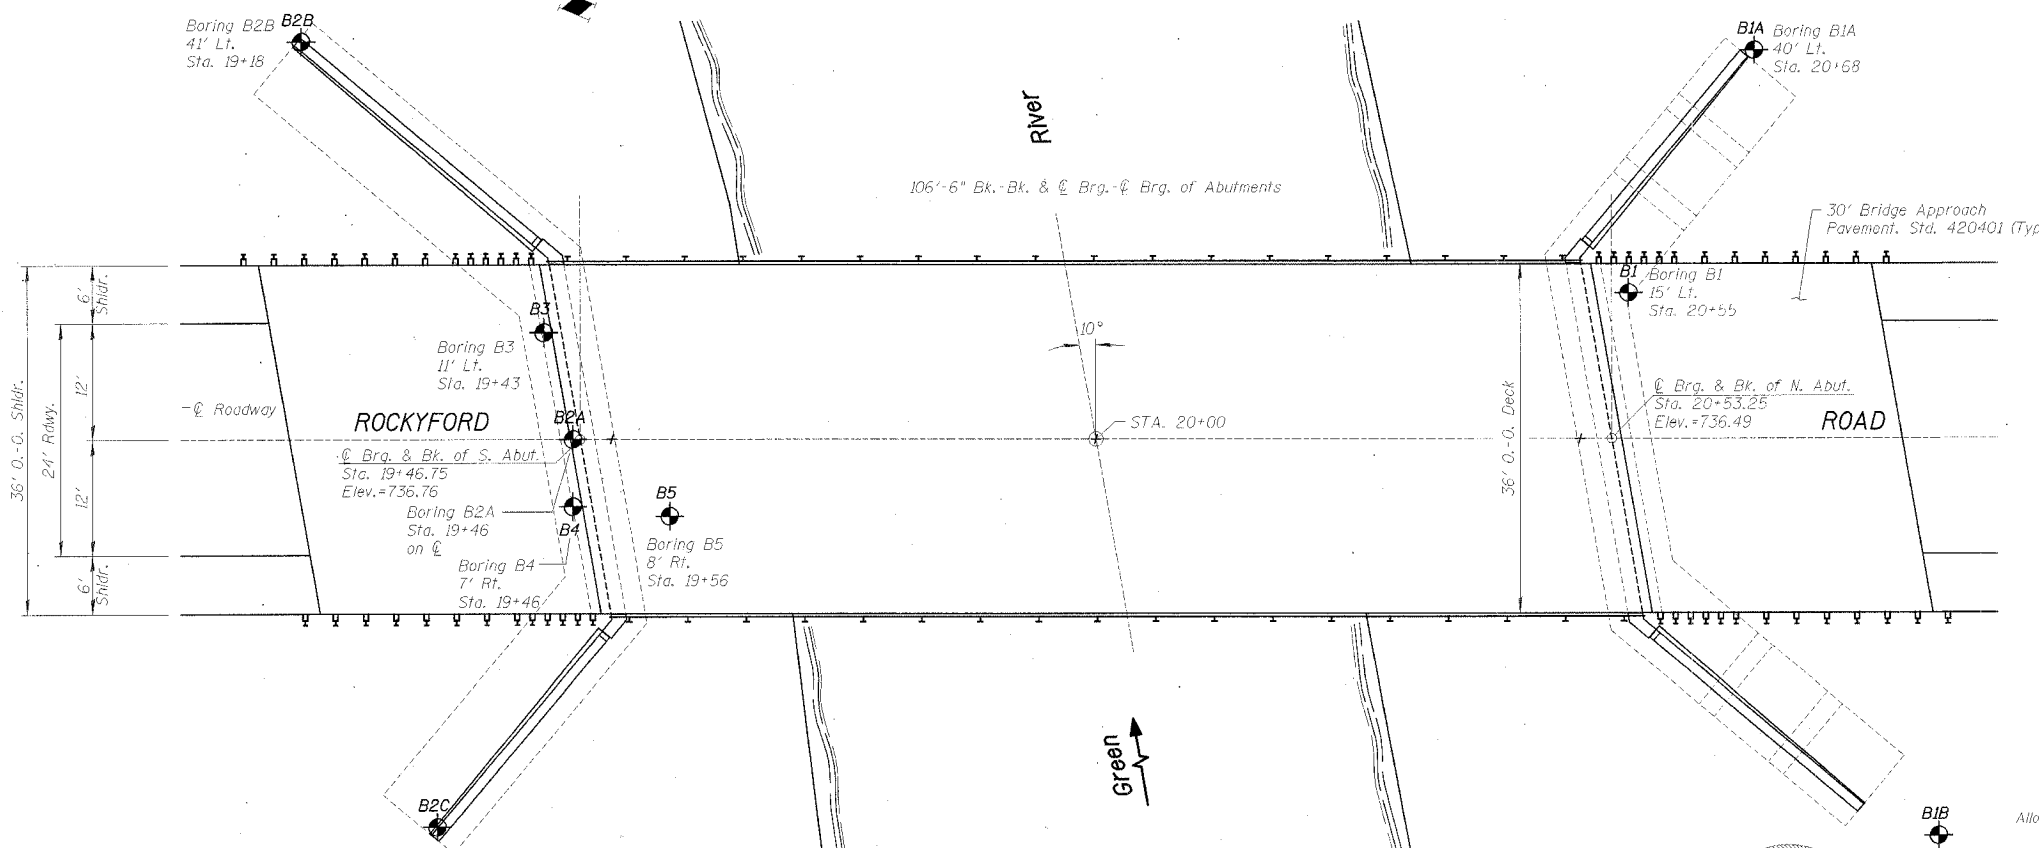 Boring B2B
41' Lt.
Sta. 19+18
B2B
B1A
Boring B1A
40' Lt.
Sta. 20+68
River
106'-6" Bk.-Bk. & ℄ Brg.-℄ Brg. of Abutments
30' Bridge Approach
Pavement. Std. 420401 (Typ
6'
Shldr.
B3
Boring B3
11' Lt.
Sta. 19+43
10°
B1
Boring B1
15' Lt.
Sta. 20+55
36' O.-O. Shldr.
24' Rdwy.
12'
12'
℄ Roadway
ROCKYFORD
B2A
STA. 20+00
36' O.-O. Deck
℄ Brg. & Bk. of N. Abut.
Sta. 20+53.25
Elev.=736.49
ROAD
℄ Brg. & Bk. of S. Abut.
Sta. 19+46.75
Elev.=736.76
Boring B2A
Sta. 19+46
on ℄
B4
B5
Boring B4
7' Rt.
Sta. 19+46
Boring B5
8' Rt.
Sta. 19+56
6'
Shldr.
Green
B2C
B1B
Allo